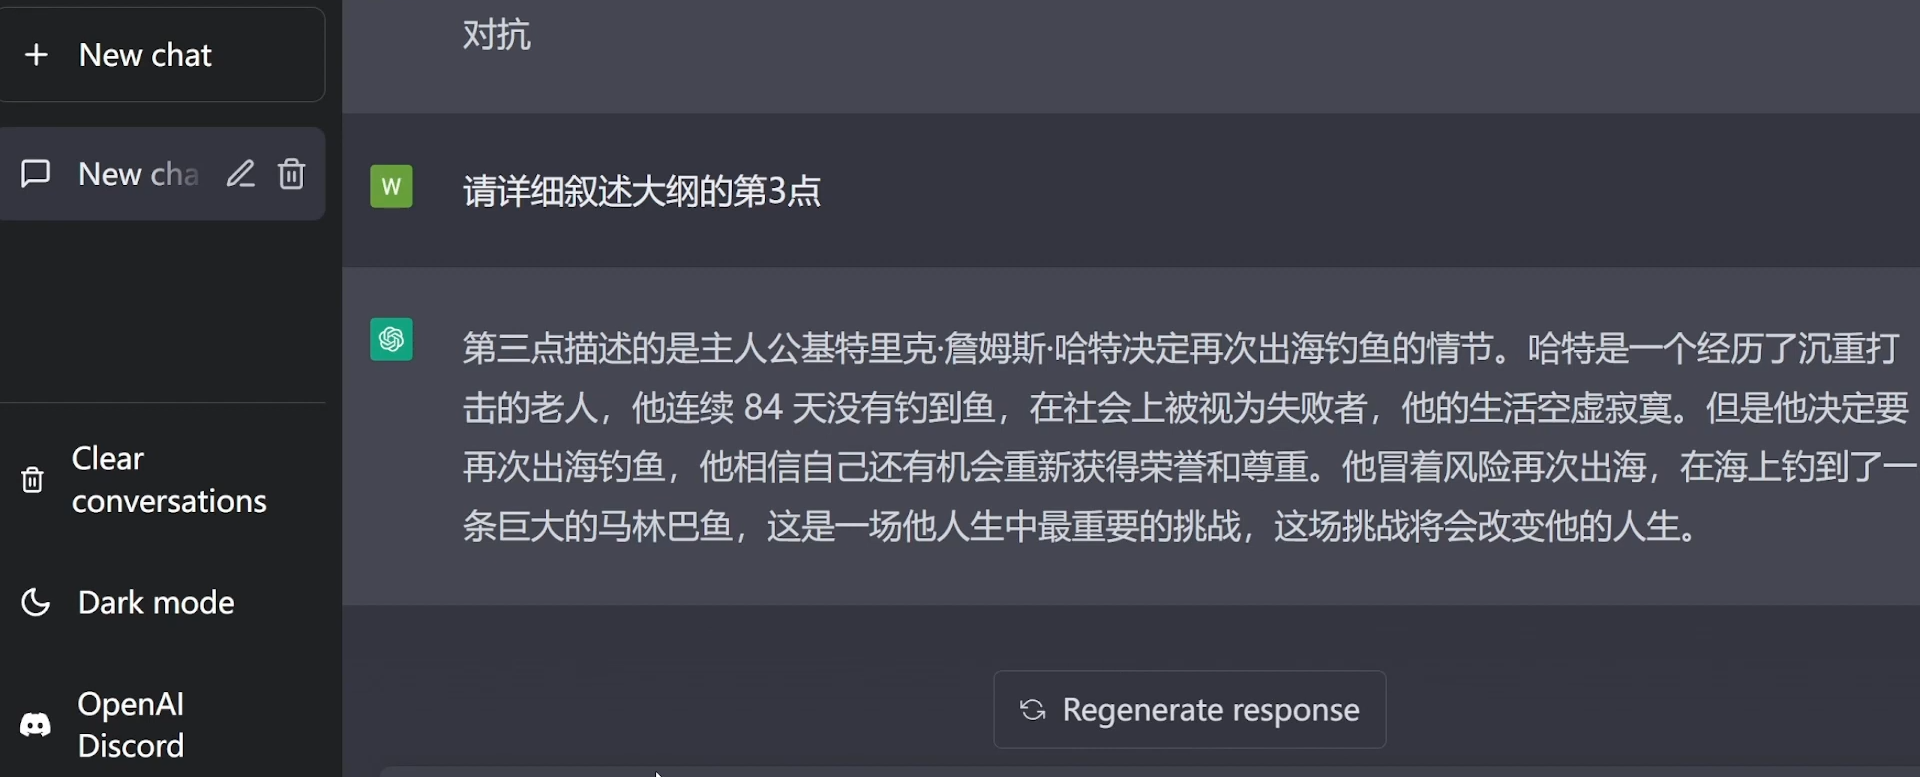 New chat
New cha
Clear
conversations
Dark mode
OpenAI
Discord
对抗
W
请详细叙述大纲的第3点
第三点描述的是主人公基特里克·詹姆斯·哈特决定再次出海钓鱼的情节。哈特是一个经历了沉重打
击的老人，他连续 84 天没有钓到鱼，在社会上被视为失败者，他的生活空虚寂寞。但是他决定要
再次出海钓鱼，他相信自己还有机会重新获得荣誉和尊重。他冒着风险再次出海，在海上钓到了一
条巨大的马林巴鱼，这是一场他人生中最重要的挑战，这场挑战将会改变他的人生。
Regenerate response